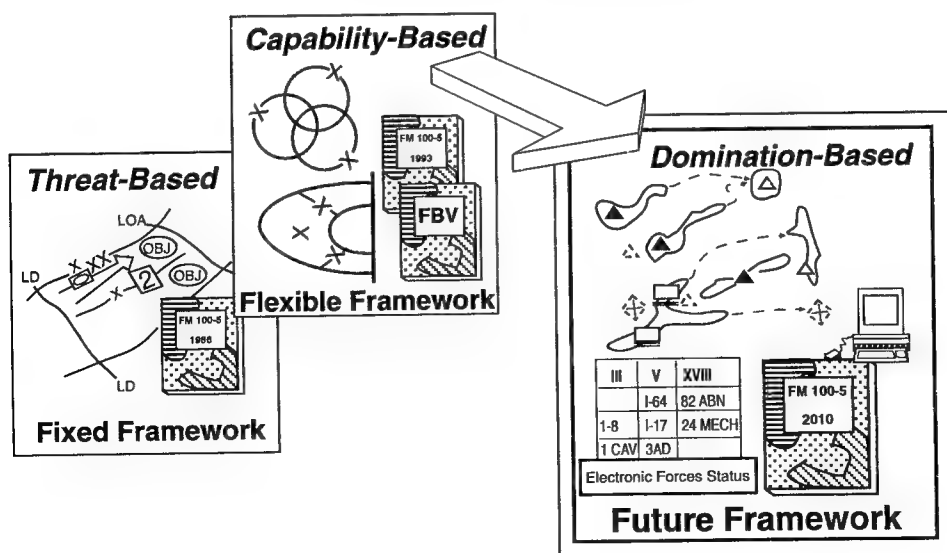 Threat-Based
LOA
LD
X
XX
X
OBJ
2
OBJ
LD
FM 100-5
1986
Fixed Framework
Capability-Based
X
X
X
FM 100-5
1993
X
X
X
FBV
Flexible Framework
Domination-Based
III V XVIII
I-64 82 ABN
1-8 I-17 24 MECH
1 CAV 3AD
Electronic Forces Status
FM 100-5
2010
Future Framework